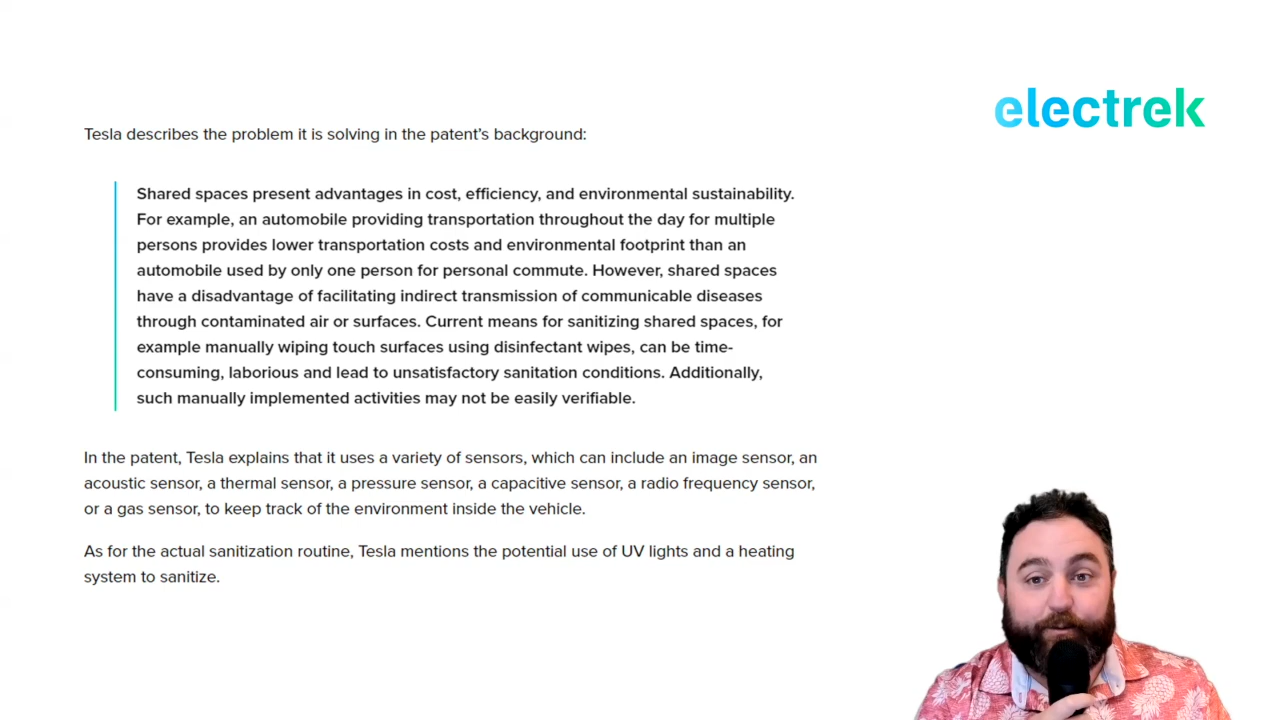 electrek
Tesla describes the problem it is solving in the patent’s background:
Shared spaces present advantages in cost, efficiency, and environmental sustainability.
For example, an automobile providing transportation throughout the day for multiple
persons provides lower transportation costs and environmental footprint than an
automobile used by only one person for personal commute. However, shared spaces
have a disadvantage of facilitating indirect transmission of communicable diseases
through contaminated air or surfaces. Current means for sanitizing shared spaces, for
example manually wiping touch surfaces using disinfectant wipes, can be time-
consuming, laborious and lead to unsatisfactory sanitation conditions. Additionally,
such manually implemented activities may not be easily verifiable.
In the patent, Tesla explains that it uses a variety of sensors, which can include an image sensor, an
acoustic sensor, a thermal sensor, a pressure sensor, a capacitive sensor, a radio frequency sensor,
or a gas sensor, to keep track of the environment inside the vehicle.
As for the actual sanitization routine, Tesla mentions the potential use of UV lights and a heating
system to sanitize.